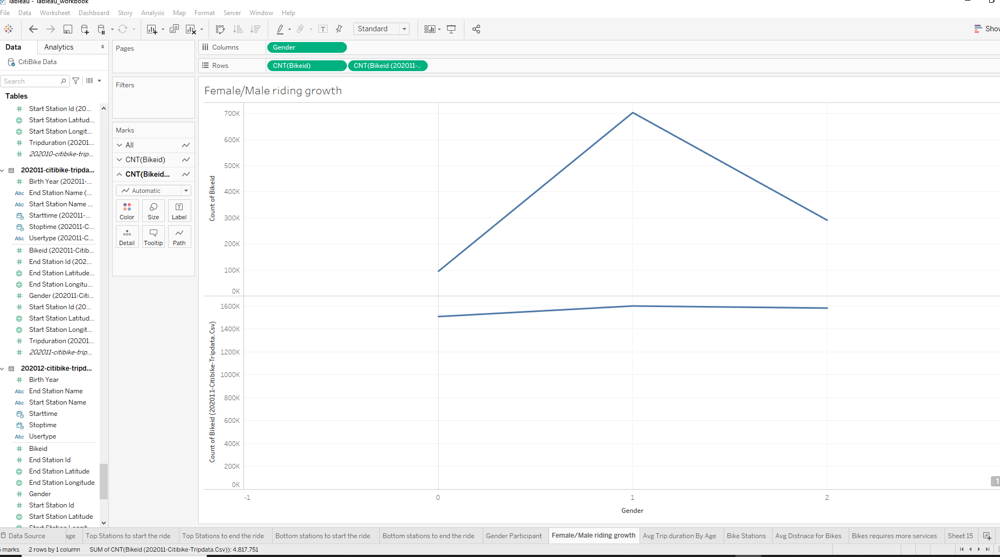 Tableau - Tableau_workbook
File Data Worksheet Dashboard Story Analysis Map Format Server Window Help
Standard
Data Analytics
CitiBike Data
Search
Tables
Start Station Id (20...
Start Station Latitud...
Start Station Longit...
Tripduration (20201...
202010-citibike-trip...
202011-citibike-tripda...
Birth Year (202011-...
Abc End Station Name (...
Abc Start Station Name ...
Starttime (202011-...
Stoptime (202011-C...
Abc Usertype (202011-C...
Bikeid (202011-Citib...
End Station Id (202...
End Station Latitude...
End Station Longitu...
Gender (202011-Citi...
Start Station Id (20...
Start Station Latitud...
Start Station Longit...
Tripduration (20201...
202011-citibike-trip...
202012-citibike-tripd...
Birth Year
Abc End Station Name
Abc Start Station Name
Starttime
Stoptime
Abc Usertype
Bikeid
End Station Id
End Station Latitude
End Station Longitude
Gender
Start Station Id
Start Station Latitude
Pages
Filters
Marks
All
CNT(Bikeid)
CNT(Bikeid...
Automatic
Color Size Label
Detail Tooltip Path
Columns Gender
Rows CNT(Bikeid) CNT(Bikeid (202011-..
Female/Male riding growth
700K
600K
500K
400K
300K
200K
100K
0K
Count of Bikeid
1600K
1400K
1200K
1000K
800K
600K
400K
200K
0K
Count of Bikeid (202011-Citibike-Tripdata.Csv)
-1 0 1 2
Gender
Data Source age Top Stations to start the ride Top Stations to end the ride Bottom stations to start the ride Bottom stations to end the ride Gender Participant Female/Male riding growth Avg Trip duration By Age Bike Stations Avg Distnace for Bikes Bikes requires more services Sheet 15
marks 2 rows by 1 column SUM of CNT(Bikeid (202011-Citibike-Tripdata.Csv)): 4,817,751